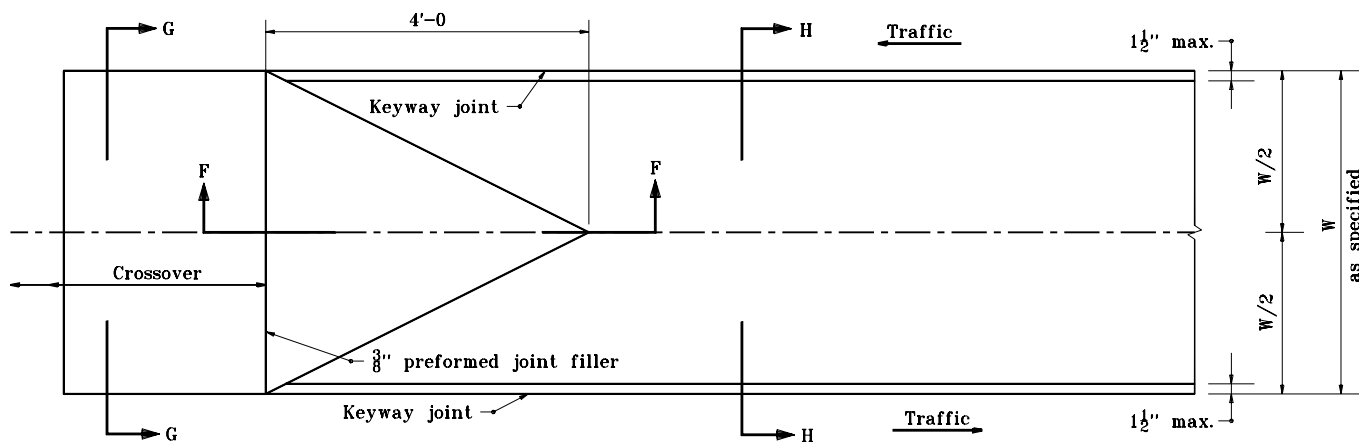 4'-0
G
H
Traffic
1½" max.
Keyway joint
F
F
W/2
W
as specified
Crossover
W/2
⅜" preformed joint filler
Keyway joint
Traffic
1½" max.
G
H